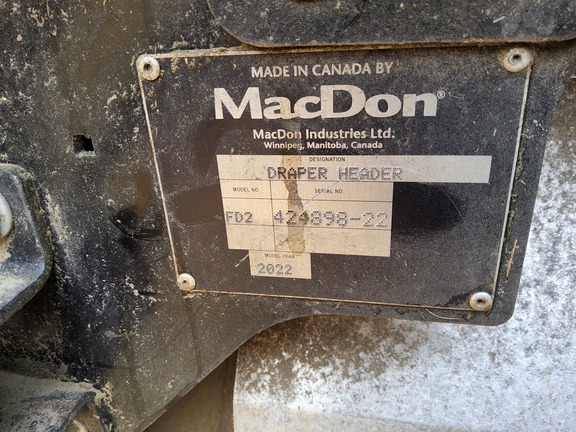 MADE IN CANADA BY
MacDon®
MacDon Industries Ltd.
Winnipeg, Manitoba, Canada
DESIGNATION
DRAPER HEADER
MODEL NO SERIAL NO
FD2 424898-22
MODEL YEAR
2022